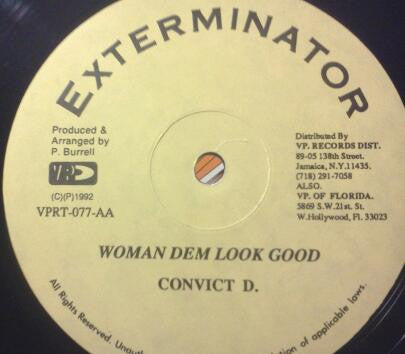 EXTERMINATOR
Produced &
Arranged by
P. Burrell
(C)(P)1992
VPRT-077-AA
Distributed By
VP. RECORDS DIST.
89-05 138th Street.
Jamaica, N.Y.11435.
(718) 291-7058
ALSO.
VP. OF FLORIDA.
5869 S.W.21st. St.
W.Hollywood, Fl. 33023
WOMAN DEM LOOK GOOD
CONVICT D.
All Rights Reserved. of applicable laws.